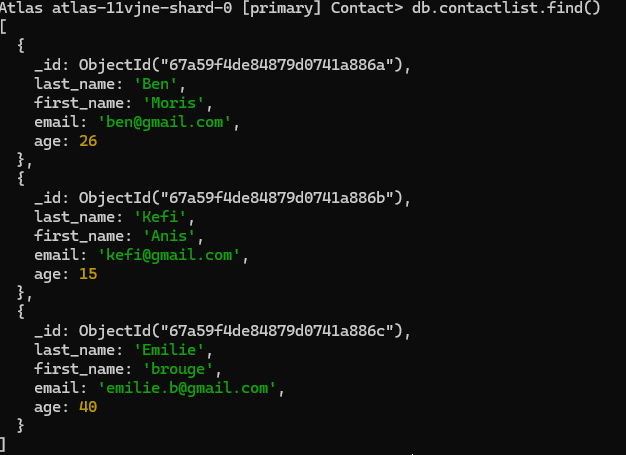 Atlas atlas-11vjne-shard-0 [primary] Contact> db.contactlist.find()
[
  {
    _id: ObjectId("67a59f4de84879d0741a886a"),
    last_name: 'Ben',
    first_name: 'Moris',
    email: 'ben@gmail.com',
    age: 26
  },
  {
    _id: ObjectId("67a59f4de84879d0741a886b"),
    last_name: 'Kefi',
    first_name: 'Anis',
    email: 'kefi@gmail.com',
    age: 15
  },
  {
    _id: ObjectId("67a59f4de84879d0741a886c"),
    last_name: 'Emilie',
    first_name: 'brouge',
    email: 'emilie.b@gmail.com',
    age: 40
  }
]